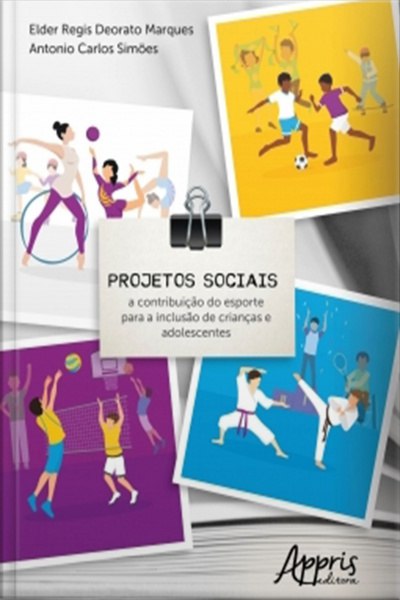 Elder Regis Deorato Marques
Antonio Carlos Simões
PROJETOS SOCIAIS
a contribuição do esporte
para a inclusão de crianças e
adolescentes
Appris
editora